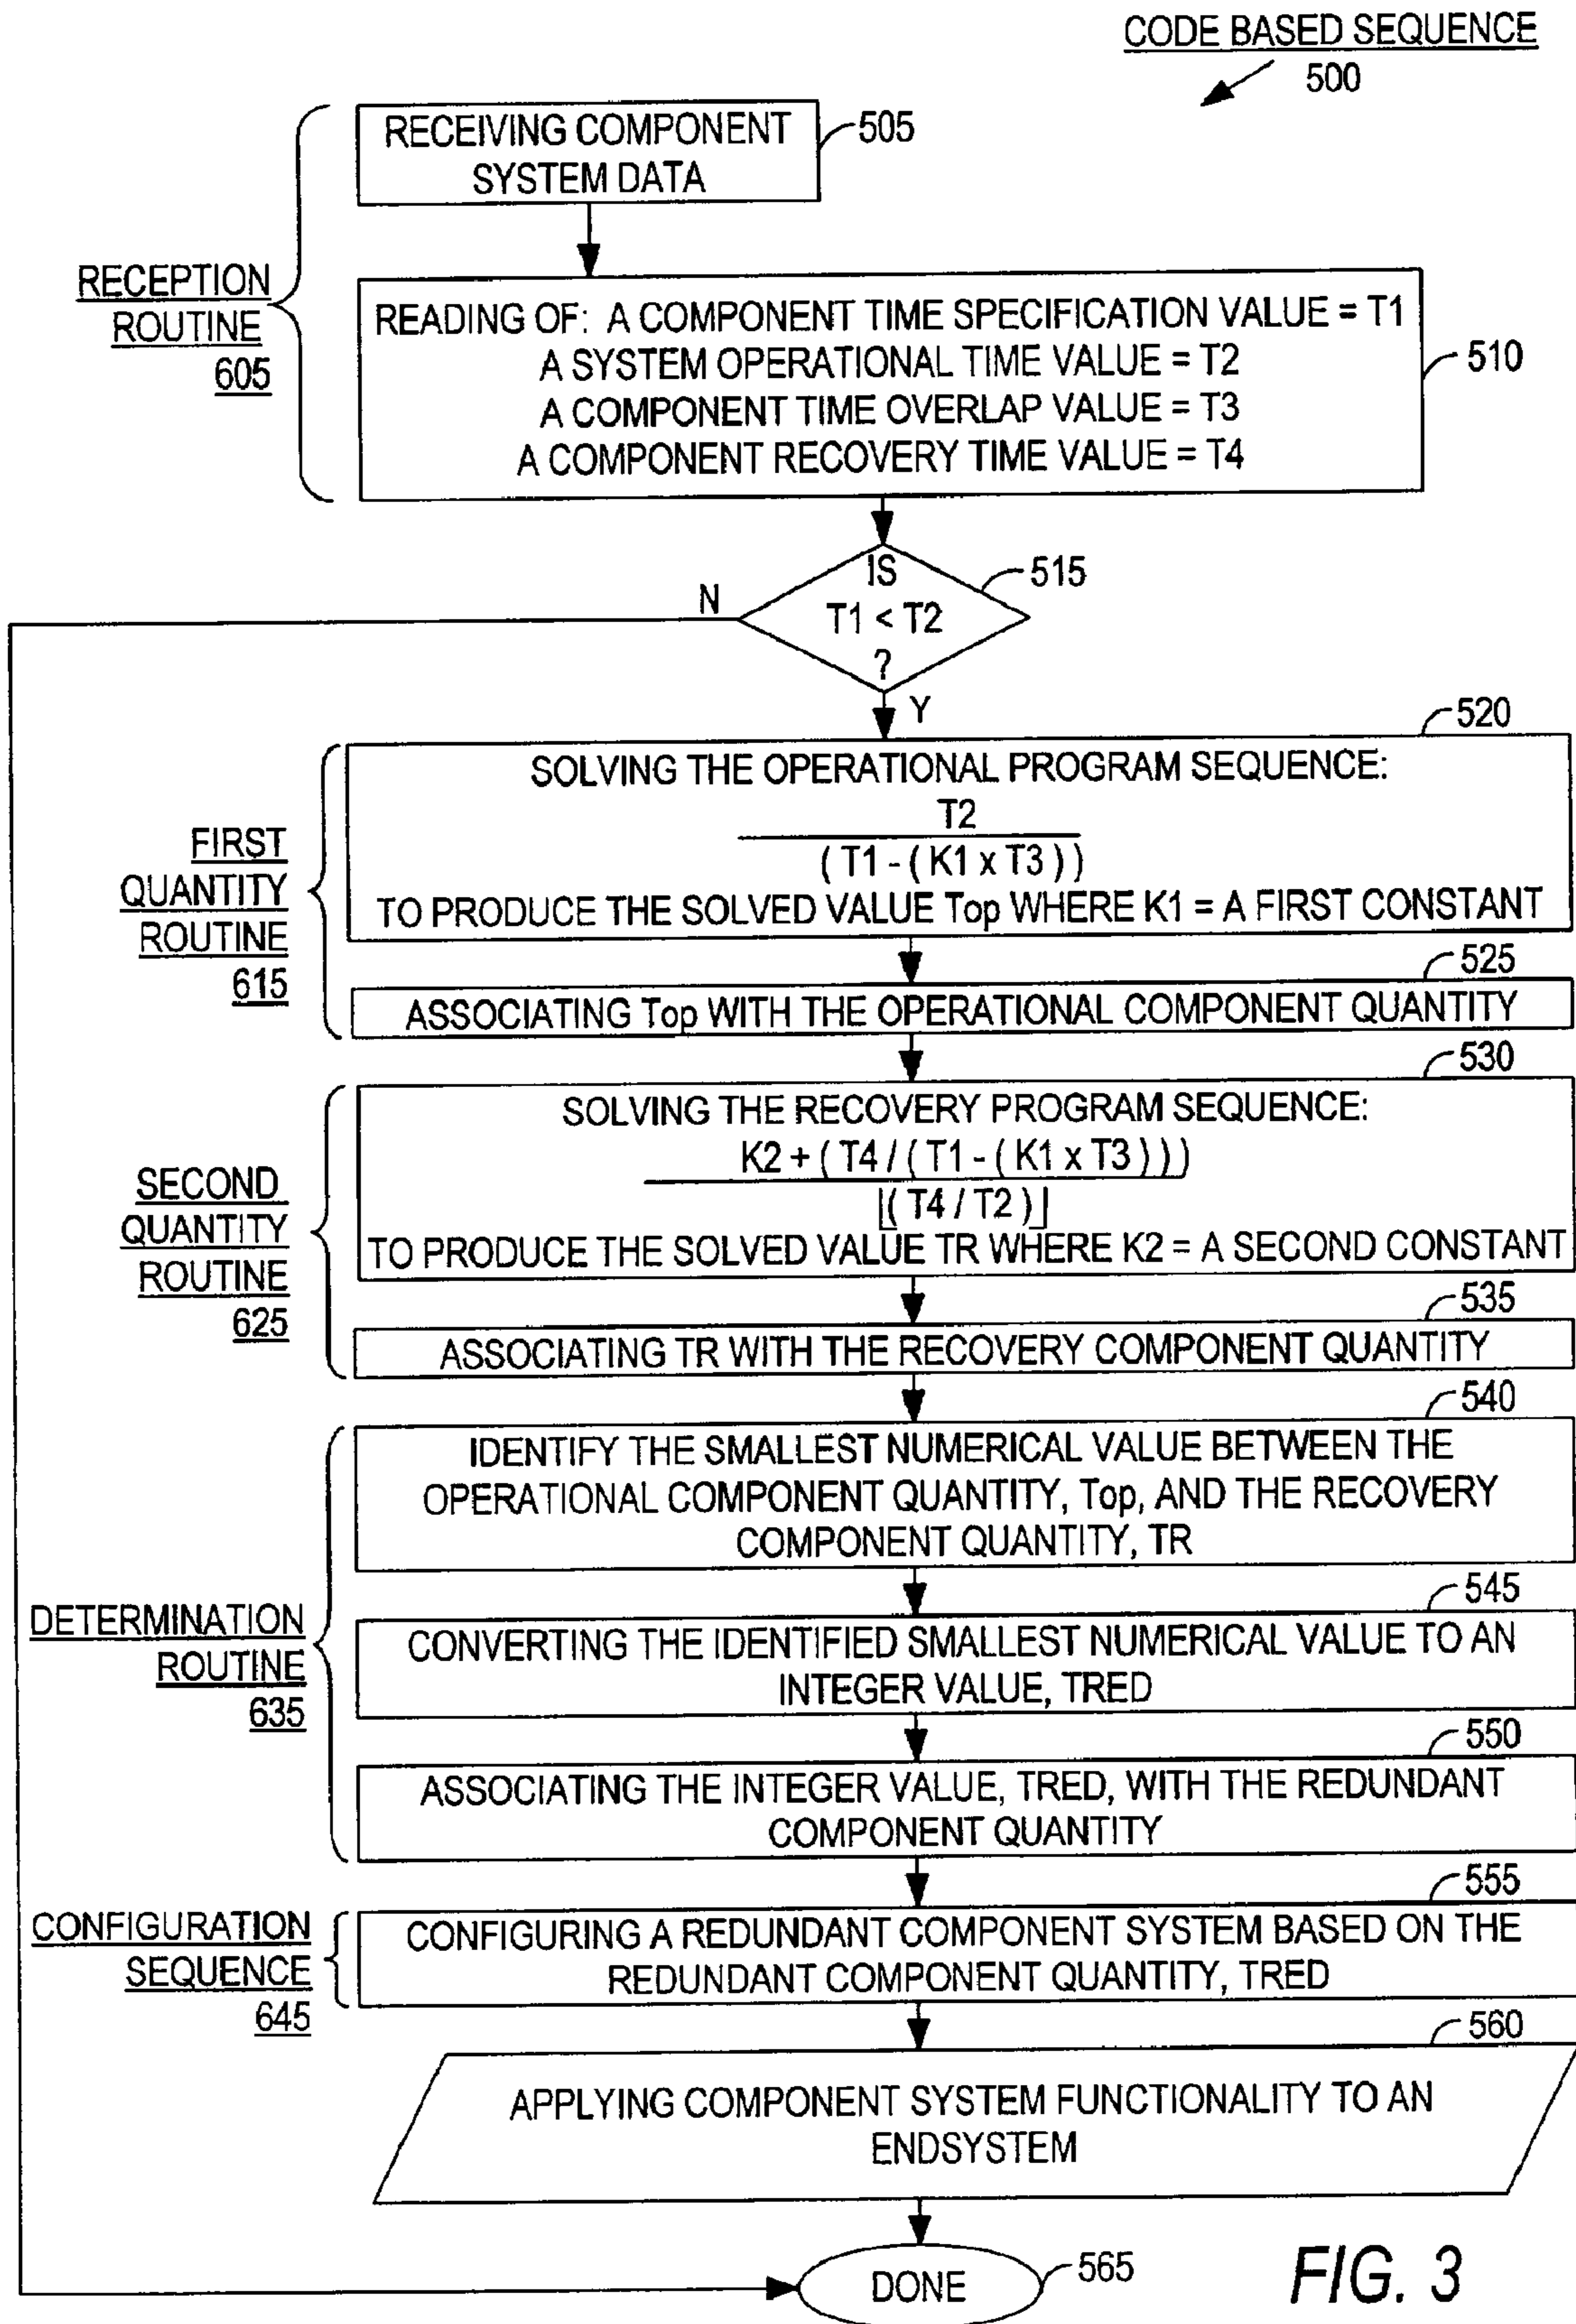 CODE BASED SEQUENCE
500
RECEIVING COMPONENT
SYSTEM DATA
505
RECEPTION
ROUTINE
605
READING OF: A COMPONENT TIME SPECIFICATION VALUE = T1
A SYSTEM OPERATIONAL TIME VALUE = T2
A COMPONENT TIME OVERLAP VALUE = T3
A COMPONENT RECOVERY TIME VALUE = T4
510
IS
T1 < T2
?
515
N
Y
520
FIRST
QUANTITY
ROUTINE
615
SOLVING THE OPERATIONAL PROGRAM SEQUENCE:
T2
( T1 - ( K1 x T3 ) )
TO PRODUCE THE SOLVED VALUE Top WHERE K1 = A FIRST CONSTANT
525
ASSOCIATING Top WITH THE OPERATIONAL COMPONENT QUANTITY
530
SECOND
QUANTITY
ROUTINE
625
SOLVING THE RECOVERY PROGRAM SEQUENCE:
K2 + ( T4 / ( T1 - ( K1 x T3 ) ) )
⌊( T4 / T2 )⌋
TO PRODUCE THE SOLVED VALUE TR WHERE K2 = A SECOND CONSTANT
535
ASSOCIATING TR WITH THE RECOVERY COMPONENT QUANTITY
540
DETERMINATION
ROUTINE
635
IDENTIFY THE SMALLEST NUMERICAL VALUE BETWEEN THE
OPERATIONAL COMPONENT QUANTITY, Top, AND THE RECOVERY
COMPONENT QUANTITY, TR
545
CONVERTING THE IDENTIFIED SMALLEST NUMERICAL VALUE TO AN
INTEGER VALUE, TRED
550
ASSOCIATING THE INTEGER VALUE, TRED, WITH THE REDUNDANT
COMPONENT QUANTITY
555
CONFIGURATION
SEQUENCE
645
CONFIGURING A REDUNDANT COMPONENT SYSTEM BASED ON THE
REDUNDANT COMPONENT QUANTITY, TRED
560
APPLYING COMPONENT SYSTEM FUNCTIONALITY TO AN
ENDSYSTEM
DONE
565
FIG. 3